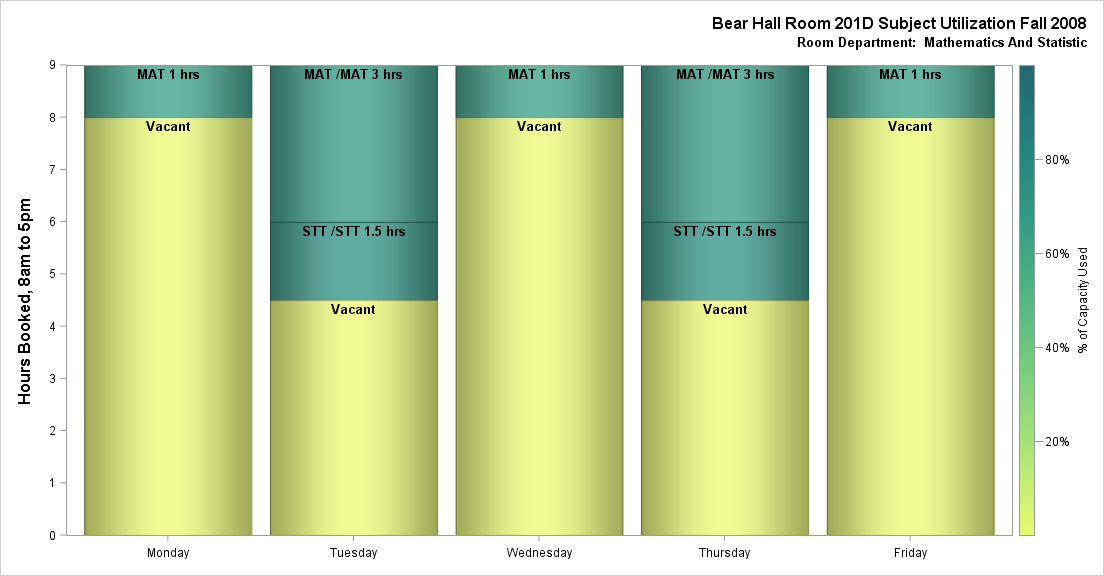 Bear Hall Room 201D Subject Utilization Fall 2008
Room Department:  Mathematics And Statistic
Hours Booked, 8am to 5pm
9
8
7
6
5
4
3
2
1
0
MAT 1 hrs
Vacant
MAT /MAT 3 hrs
STT /STT 1.5 hrs
Vacant
MAT 1 hrs
Vacant
MAT /MAT 3 hrs
STT /STT 1.5 hrs
Vacant
MAT 1 hrs
Vacant
Monday
Tuesday
Wednesday
Thursday
Friday
80%
60%
40%
20%
% of Capacity Used